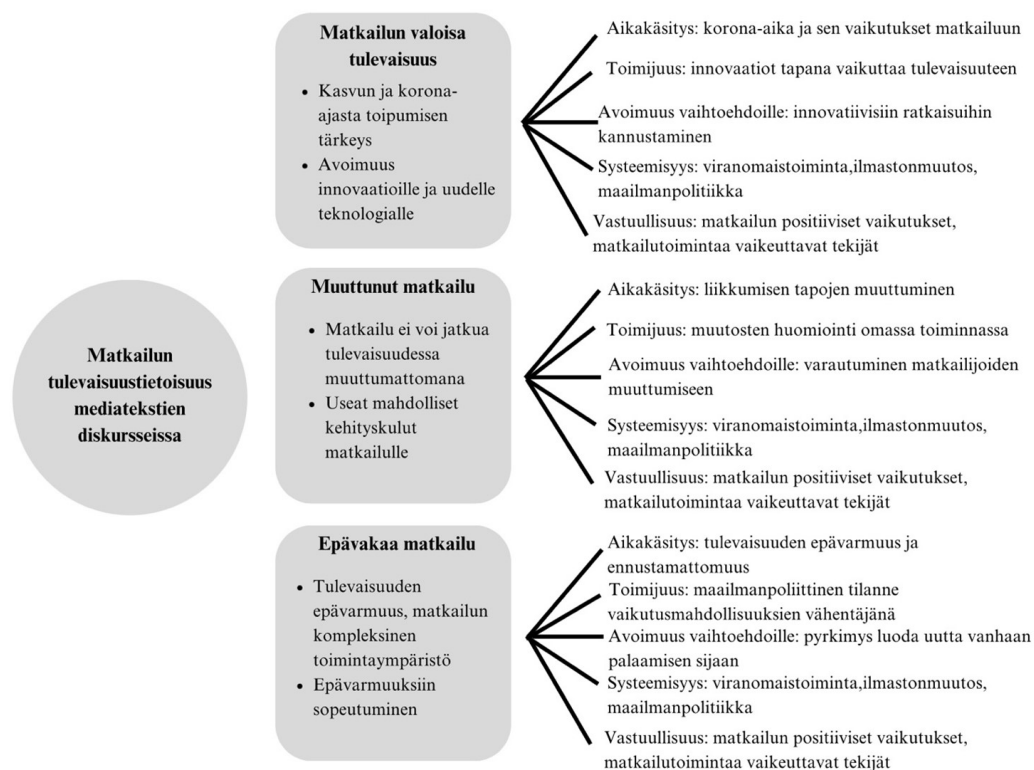 Matkailun
tulevaisuustietoisuus
mediatekstien
diskursseissa
Matkailun valoisa
tulevaisuus
• Kasvun ja korona-
ajasta toipumisen
tärkeys
• Avoimuus
innovaatioille ja uudelle
teknologialle
Aikakäsitys: korona-aika ja sen vaikutukset matkailuun
Toimijuus: innovaatiot tapana vaikuttaa tulevaisuuteen
Avoimuus vaihtoehdoille: innovatiivisiin ratkaisuihin
kannustaminen
Systeemisyys: viranomaistoiminta,ilmastonmuutos,
maailmanpolitiikka
Vastuullisuus: matkailun positiiviset vaikutukset,
matkailutoimintaa vaikeuttavat tekijät
Muuttunut matkailu
• Matkailu ei voi jatkua
tulevaisuudessa
muuttumattomana
• Useat mahdolliset
kehityskulut
matkailulle
Aikakäsitys: liikkumisen tapojen muuttuminen
Toimijuus: muutosten huomiointi omassa toiminnassa
Avoimuus vaihtoehdoille: varautuminen matkailijoiden
muuttumiseen
Systeemisyys: viranomaistoiminta,ilmastonmuutos,
maailmanpolitiikka
Vastuullisuus: matkailun positiiviset vaikutukset,
matkailutoimintaa vaikeuttavat tekijät
Epävakaa matkailu
• Tulevaisuuden
epävarmuus, matkailun
kompleksinen
toimintaympäristö
• Epävarmuuksiin
sopeutuminen
Aikakäsitys: tulevaisuuden epävarmuus ja
ennustamattomuus
Toimijuus: maailmanpoliittinen tilanne
vaikutusmahdollisuuksien vähentäjänä
Avoimuus vaihtoehdoille: pyrkimys luoda uutta vanhaan
palaamisen sijaan
Systeemisyys: viranomaistoiminta,ilmastonmuutos,
maailmanpolitiikka
Vastuullisuus: matkailun positiiviset vaikutukset,
matkailutoimintaa vaikeuttavat tekijät